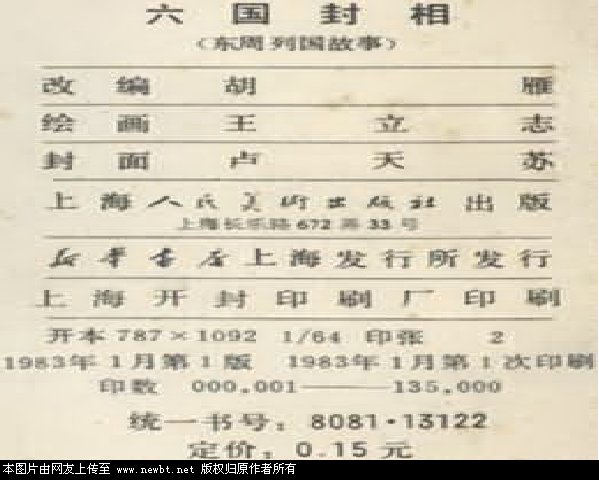 六国封相
（东周列国故事）
改编 胡雁
绘画 王立志
封面 卢天苏
上海人民美术出版社出版
上海长乐路672弄33号
新华书店上海发行所发行
上海开封印刷厂印刷
开本787×1092 1/64 印张 2
1983年1月第1版 1983年1月第1次印刷
印数 000.001——135.000
统一书号：8081·13122
定价：0.15元
本图片由网友上传至 www.newbt.net 版权归原作者所有